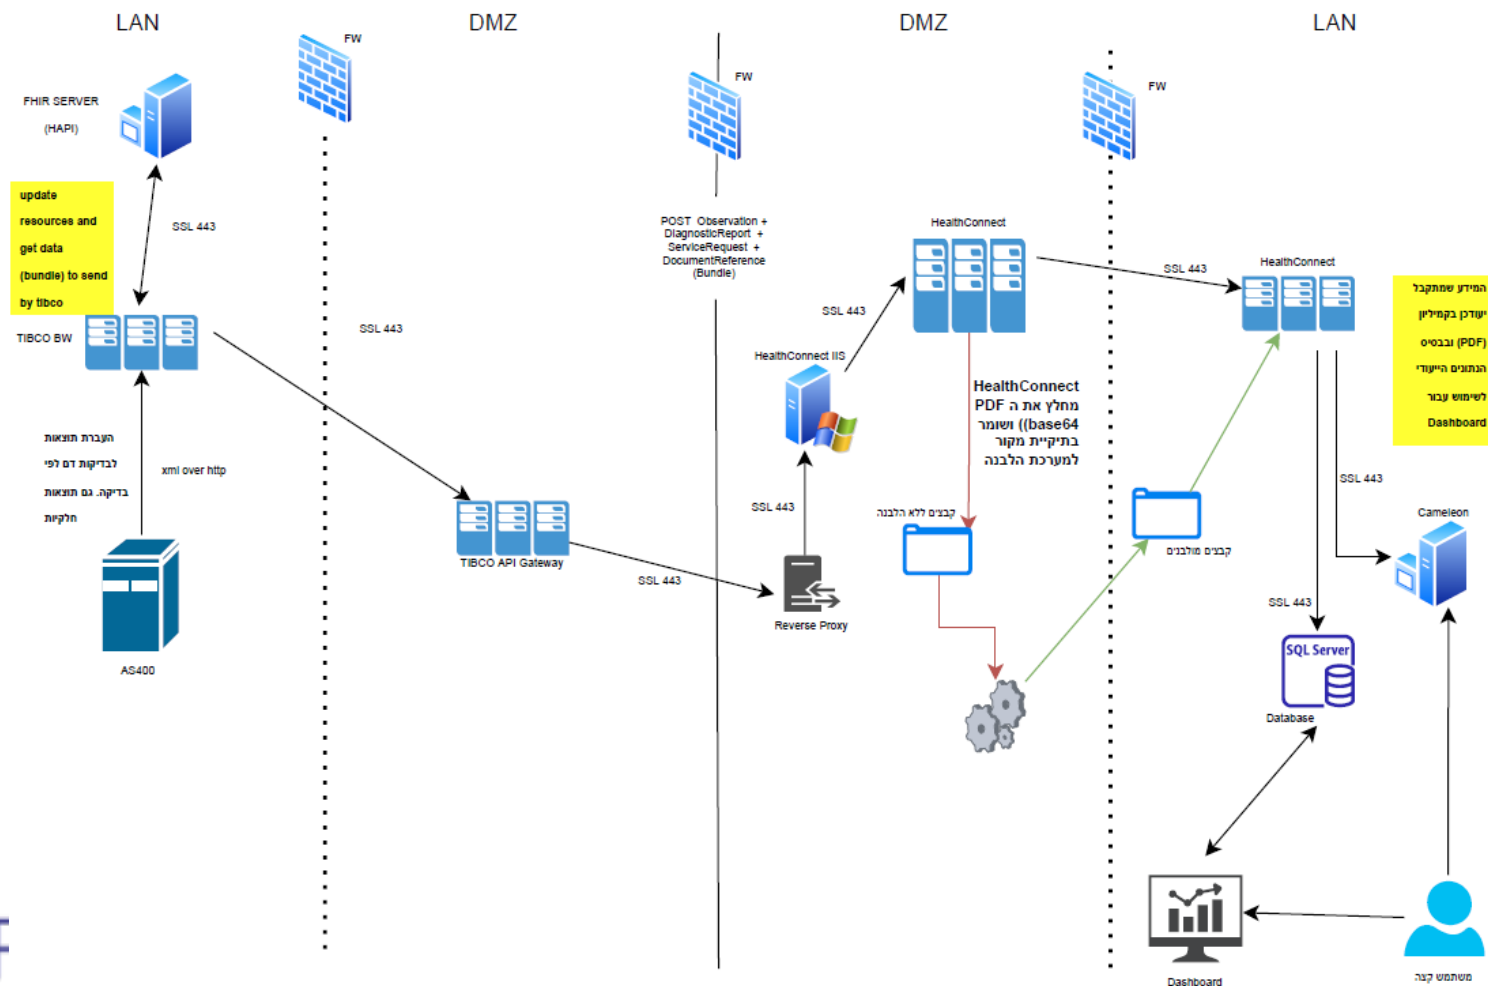 LAN
DMZ
DMZ
LAN
FW
FW
FW
FHIR SERVER
(HAPI)
update
resources and
get data
(bundle) to send
by tibco
SSL 443
TIBCO BW
SSL 443
העברת תוצאות
לבדיקות דם לפי
בדיקה. גם תוצאות
חלקיות
xml over http
AS400
TIBCO API Gateway
SSL 443
POST Observation +
DiagnosticReport +
ServiceRequest +
DocumentReference
(Bundle)
Reverse Proxy
SSL 443
HealthConnect IIS
SSL 443
HealthConnect
HealthConnect
מחלץ את ה PDF
(base64)) ושומר
בתיקיית מקור
למערכת הלבנה
קבצים ללא הלבנה
קבצים מולבנים
SSL 443
HealthConnect
המידע שמתקבל
יעודכן בקמיליון
(PDF) ובבסיס
הנתונים הייעודי
לשימוש עבור
Dashboard
SSL 443
Cameleon
SSL 443
SQL Server
Database
Dashboard
משתמש קצה